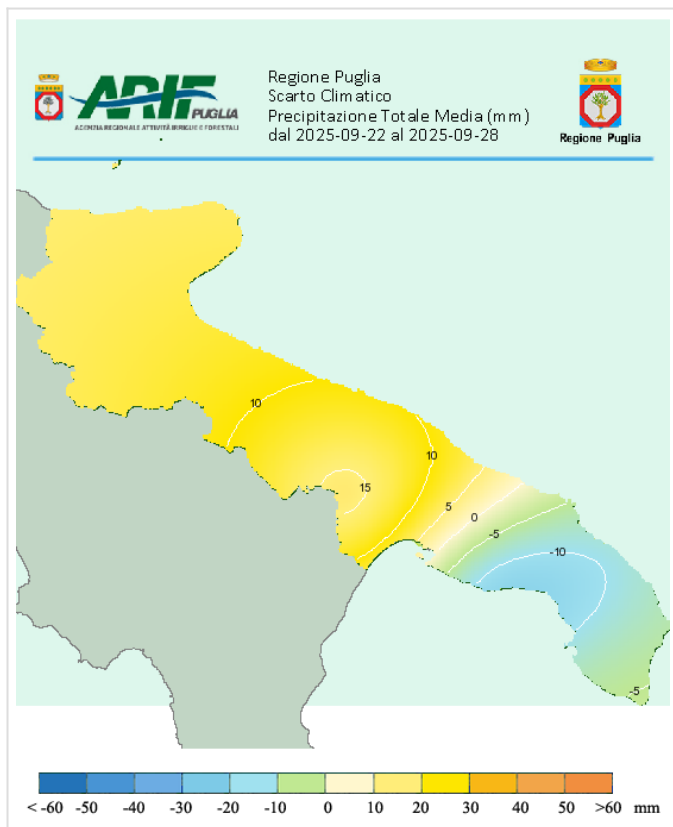 ARIF
PUGLIA
AGENZIA REGIONALE ATTIVITÀ IRRIGUE E FORESTALI
Regione Puglia
Scarto Climatico
Precipitazione Totale Media (mm)
dal 2025-09-22 al 2025-09-28
Regione Puglia
10
10
15
5
0
-5
-10
-5
< -60 -50 -40 -30 -20 -10 0 10 20 30 40 50 >60 mm